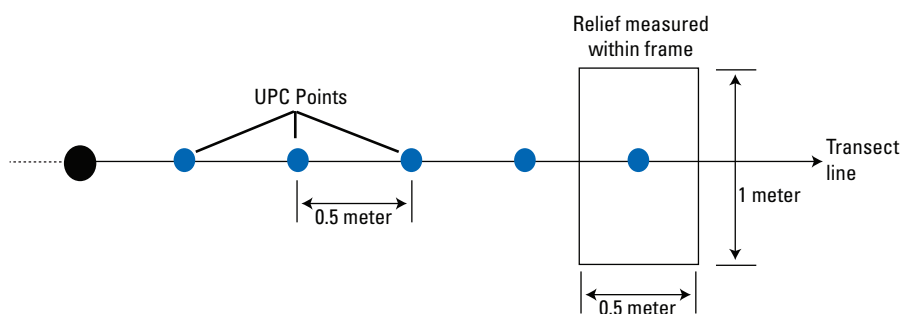 Relief measured
within frame
UPC Points
Transect
line
0.5 meter
1 meter
0.5 meter